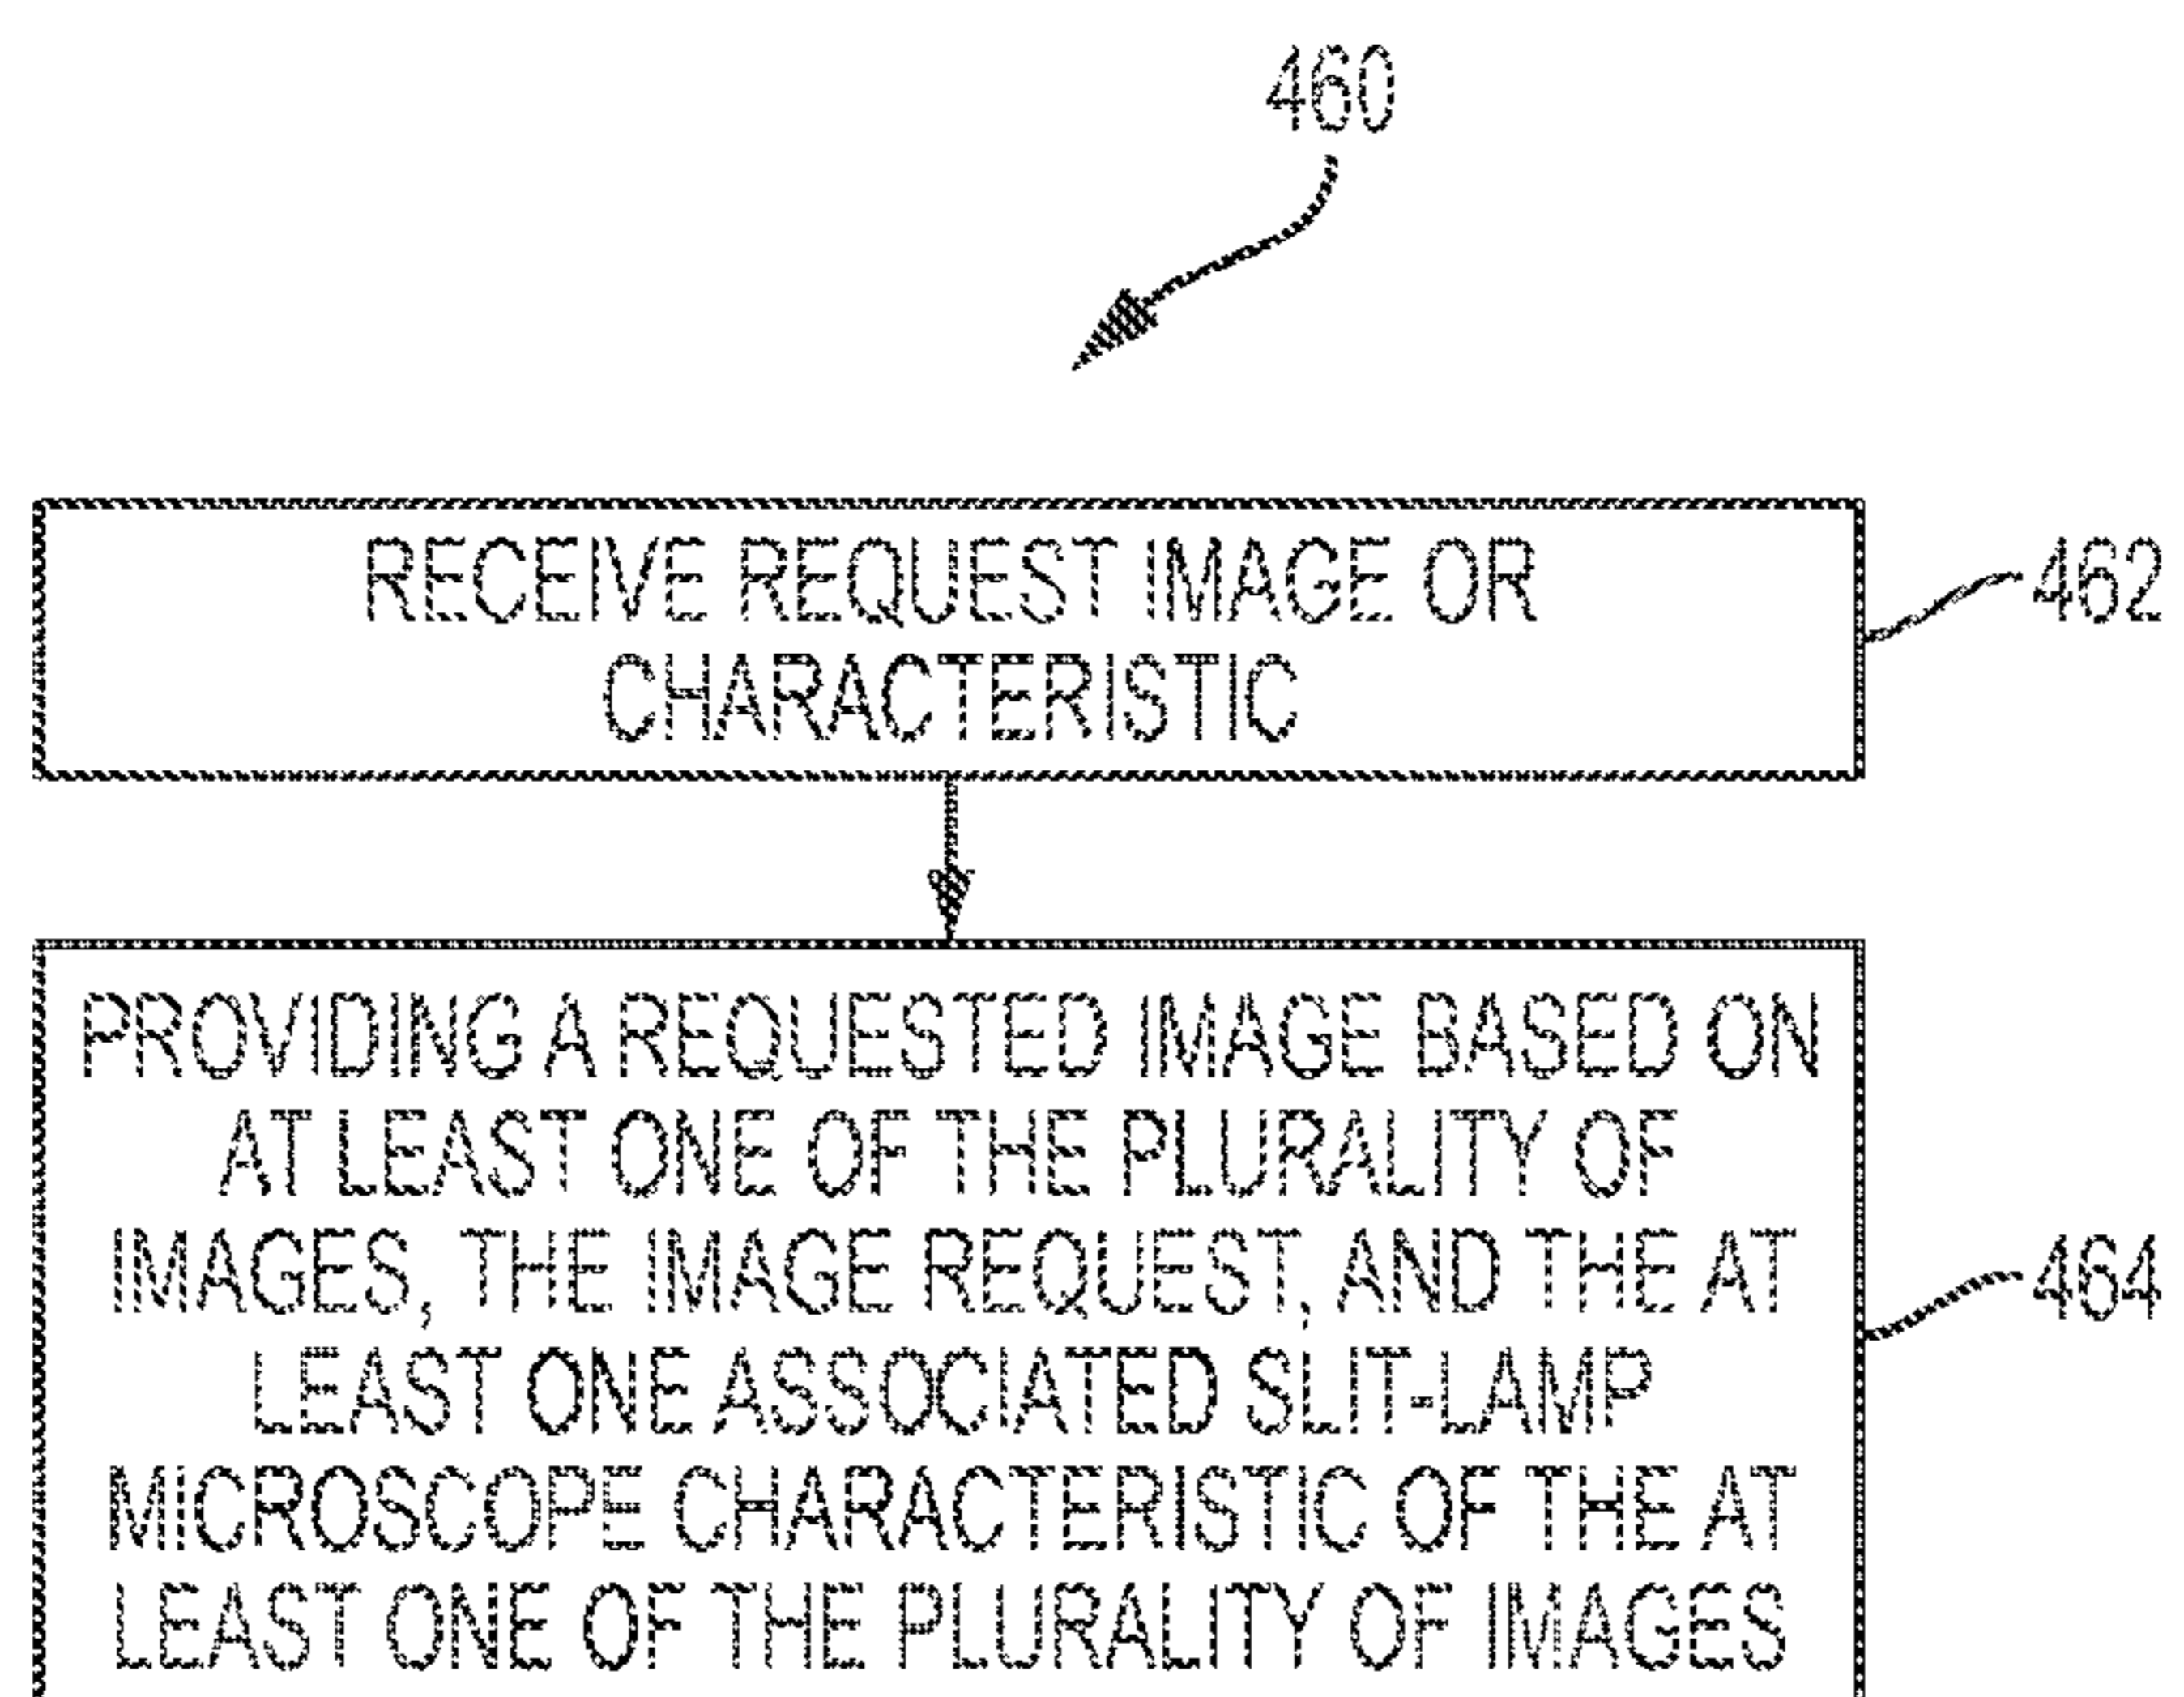 460
RECEIVE REQUEST IMAGE OR
CHARACTERISTIC
462
PROVIDING A REQUESTED IMAGE BASED ON
AT LEAST ONE OF THE PLURALITY OF
IMAGES, THE IMAGE REQUEST, AND THE AT
LEAST ONE ASSOCIATED SLIT-LAMP
MICROSCOPE CHARACTERISTIC OF THE AT
LEAST ONE OF THE PLURALITY OF IMAGES
464